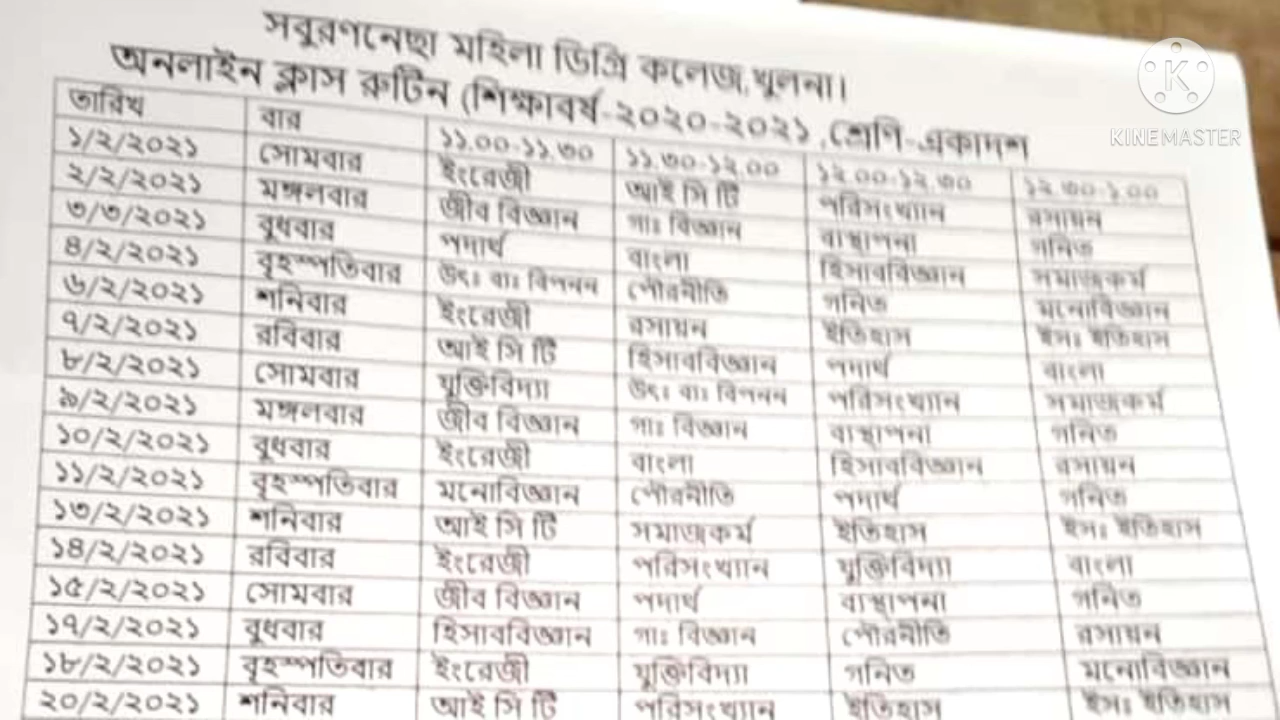 সবুরণনেছা মহিলা ডিগ্রি কলেজ,খুলনা।
অনলাইন ক্লাস রুটিন (শিক্ষাবর্ষ-২০২০-২০২১ ,শ্রেণি-একাদশ
তারিখ বার ১১.০০-১১.৩০ ১১.৩০-১২.০০ ১২.০০-১২.৩০ ১২.৩০-১.০০
১/২/২০২১ সোমবার ইংরেজী আই সি টি পরিসংখ্যান রসায়ন
২/২/২০২১ মঙ্গলবার জীব বিজ্ঞান গাঃ বিজ্ঞান ব্যস্থাপনা গনিত
৩/৩/২০২১ বুধবার পদার্থ বাংলা হিসাববিজ্ঞান সমাজকর্ম
৪/২/২০২১ বৃহস্পতিবার উৎঃ বাঃ বিপনন পৌরনীতি গনিত মনোবিজ্ঞান
৬/২/২০২১ শনিবার ইংরেজী রসায়ন ইতিহাস ইসঃ ইতিহাস
৭/২/২০২১ রবিবার আই সি টি হিসাববিজ্ঞান পদার্থ বাংলা
৮/২/২০২১ সোমবার যুক্তিবিদ্যা উৎঃ বাঃ বিপনন পরিসংখ্যান সমাজকর্ম
৯/২/২০২১ মঙ্গলবার জীব বিজ্ঞান গাঃ বিজ্ঞান ব্যস্থাপনা গনিত
১০/২/২০২১ বুধবার ইংরেজী বাংলা হিসাববিজ্ঞান রসায়ন
১১/২/২০২১ বৃহস্পতিবার মনোবিজ্ঞান পৌরনীতি পদার্থ গনিত
১৩/২/২০২১ শনিবার আই সি টি সমাজকর্ম ইতিহাস ইসঃ ইতিহাস
১৪/২/২০২১ রবিবার ইংরেজী পরিসংখ্যান যুক্তিবিদ্যা বাংলা
১৫/২/২০২১ সোমবার জীব বিজ্ঞান পদার্থ ব্যস্থাপনা গনিত
১৭/২/২০২১ বুধবার হিসাববিজ্ঞান গাঃ বিজ্ঞান পৌরনীতি রসায়ন
১৮/২/২০২১ বৃহস্পতিবার ইংরেজী যুক্তিবিদ্যা গনিত মনোবিজ্ঞান
২০/২/২০২১ শনিবার আই সি টি পরিসংখ্যান ইতিহাস ইসঃ ইতিহাস
K
KINEMASTER